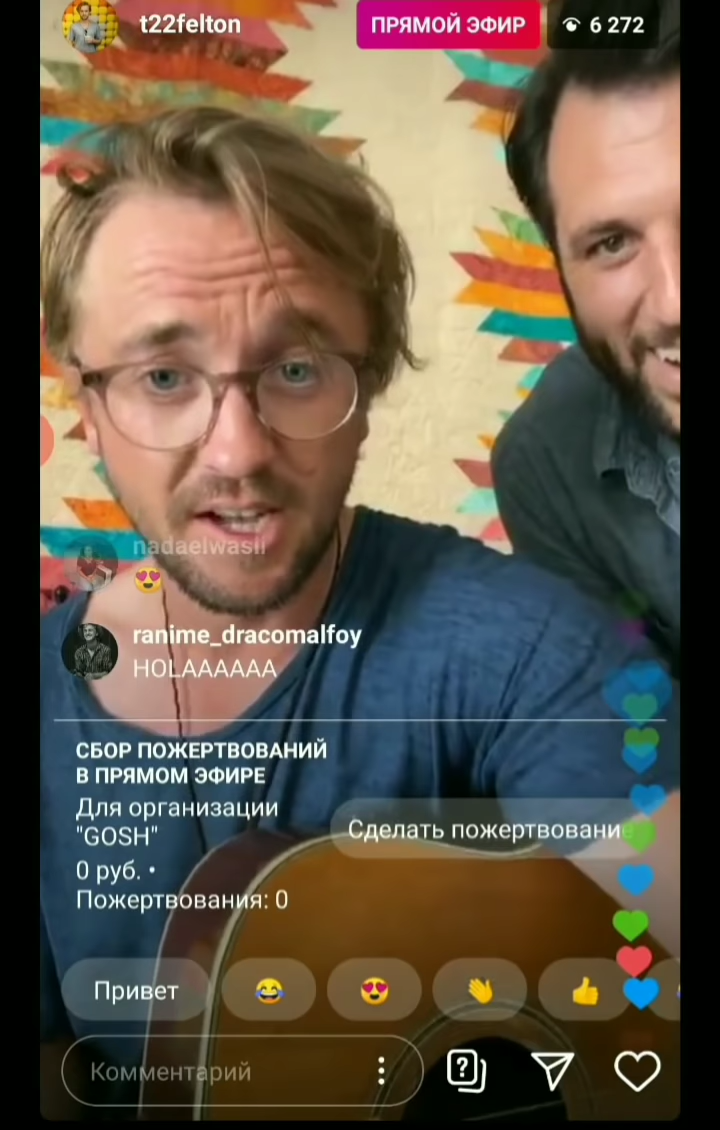 t22felton
ПРЯМОЙ ЭФИР
6 272
nadaelwasii
😍
ranime_dracomalfoy
HOLAAAAAA
СБОР ПОЖЕРТВОВАНИЙ
В ПРЯМОМ ЭФИРЕ
Для организации
"GOSH"
Сделать пожертвование
0 руб. •
Пожертвования: 0
Привет
Комментарий